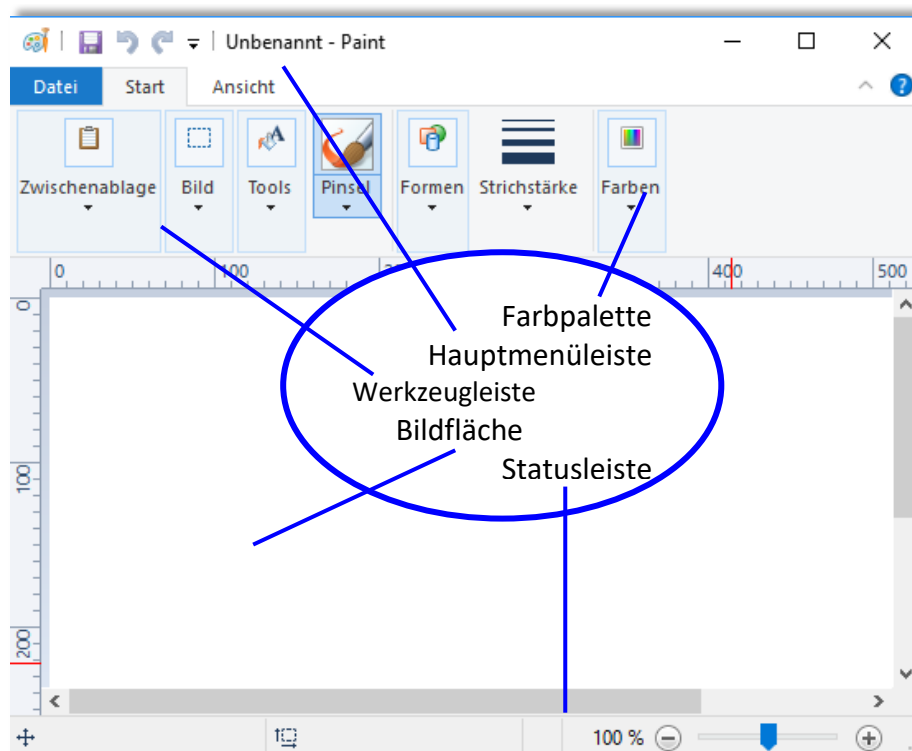 Unbenannt - Paint
Datei Start Ansicht
Zwischenablage Bild Tools Pinsel Formen Strichstärke Farben
0 100 200 400 500
0
Farbpalette
Hauptmenüleiste
Werkzeugleiste
Bildfläche
Statusleiste
100
200
100 %